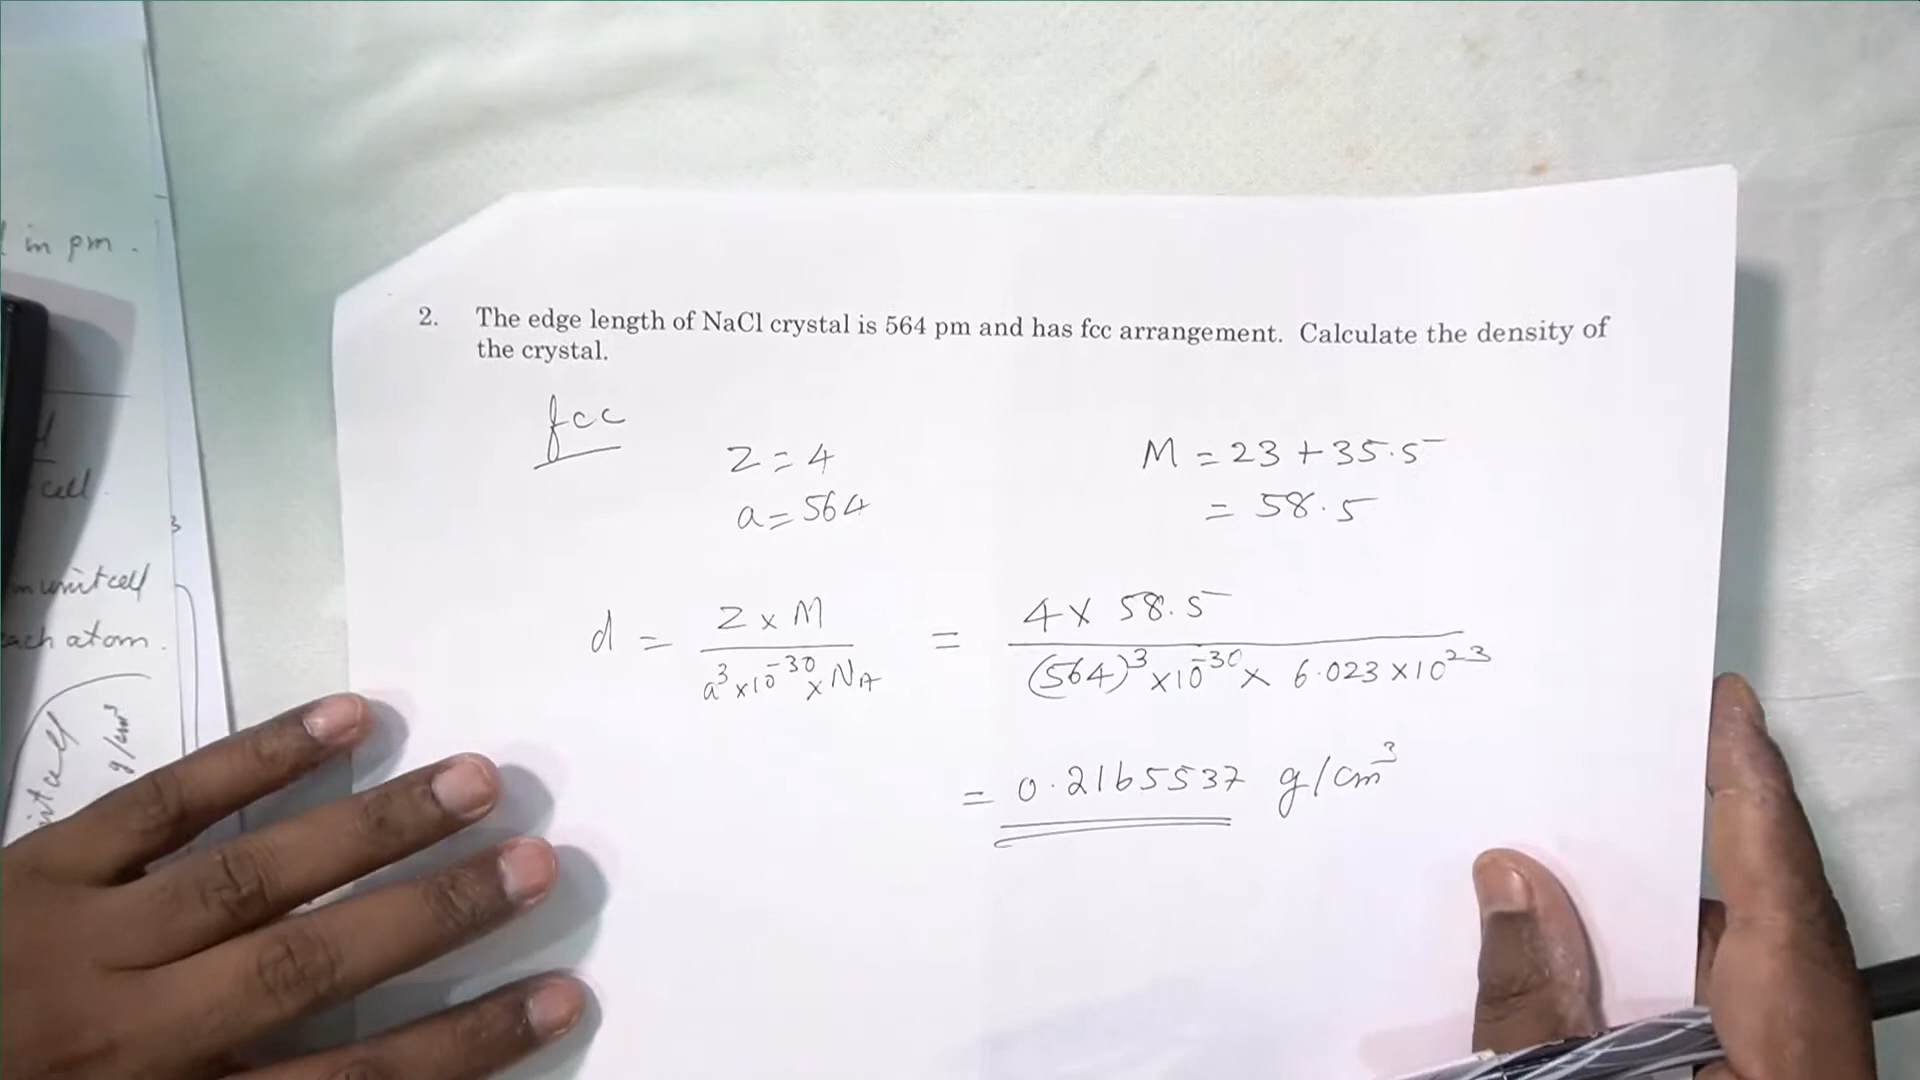 in pm.
cell
3
unit cell
each atom.
g/cm³
2. The edge length of NaCl crystal is 564 pm and has fcc arrangement. Calculate the density of
the crystal.
fcc
Z = 4
a = 564
M = 23 + 35.5
= 58.5
d = Z x M / a³ x 10⁻³⁰ x N_A = 4 x 58.5 / (564)³ x 10⁻³⁰ x 6.023 x 10²³
= 0.2165537 g/cm³